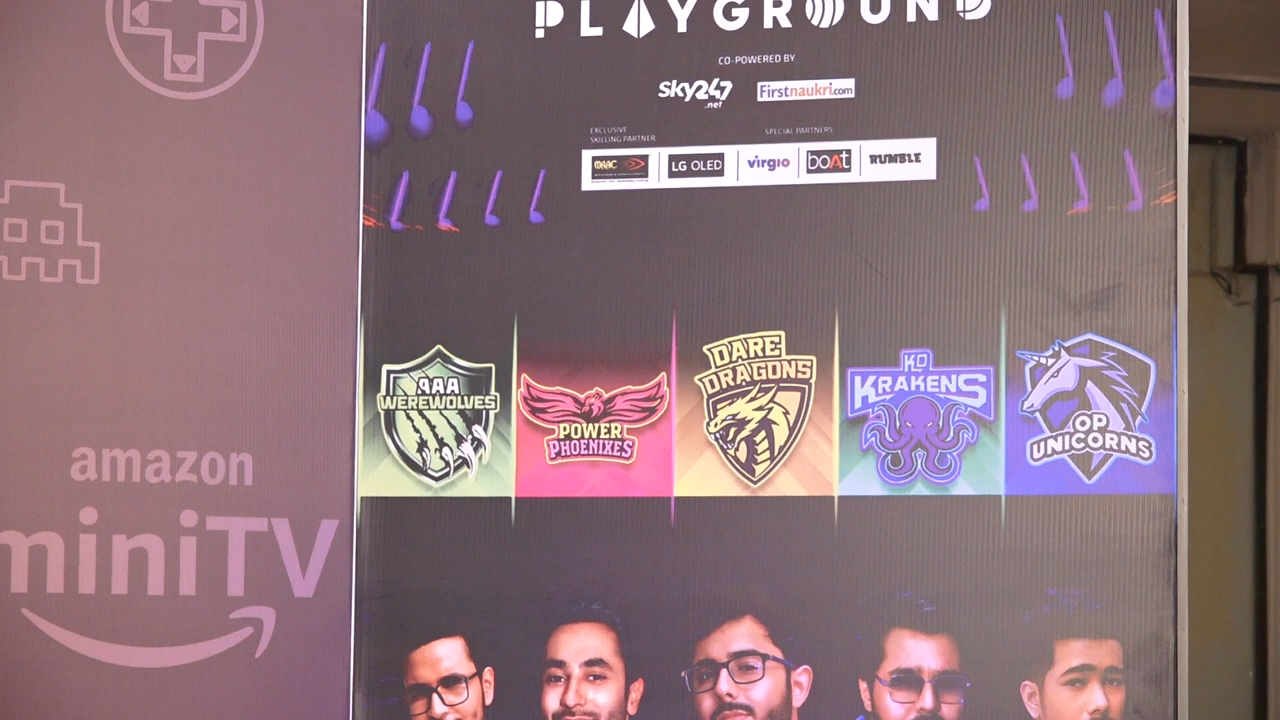 PLAYGROUND
CO-POWERED BY
sky247
.net
Firstnaukri.com
EXCLUSIVE
SKILLING PARTNER
SPECIAL PARTNERS
MAAC
LG OLED
virgio
boAt
RUMBLE
AAA
WEREWOLVES
POWER
PHOENIXES
DARE
DRAGONS
KO
KRAKENS
OP
UNICORNS
amazon
miniTV